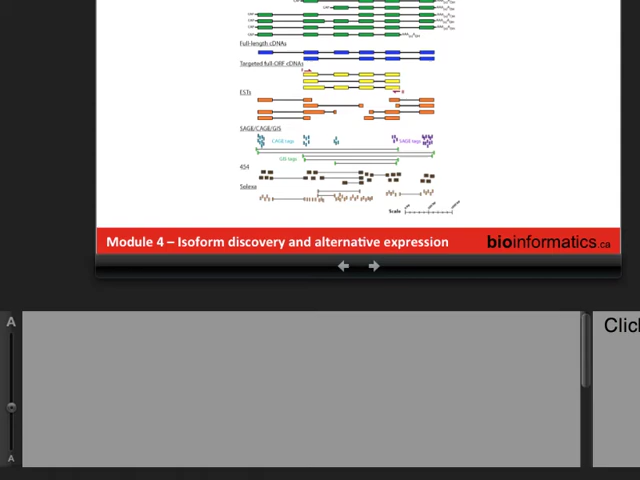 Full-length cDNAs
Targeted full-ORF cDNAs
ESTs
SAGE/CAGE/GIS
CAGE tags
SAGE tags
GIS tags
454
Solexa
Scale
Module 4 – Isoform discovery and alternative expression
bioinformatics.ca
A
A
Clic